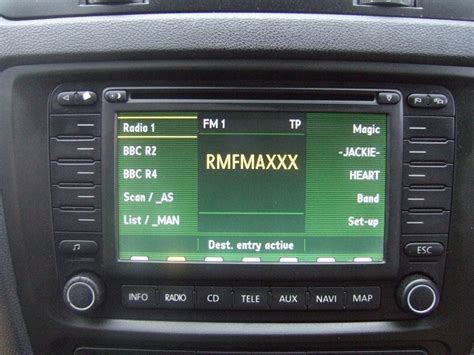 Radio 1 FM 1 TP Magic
BBC R2 -JACKIE-
RMFMAXXX
BBC R4 HEART
Scan / _AS Band
List / _MAN Set-up
Dest. entry active
ESC
INFO RADIO CD TELE AUX NAVI MAP